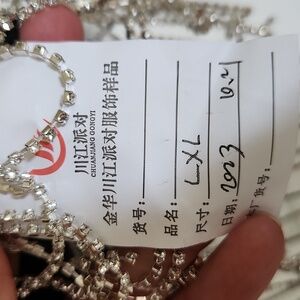 川江派对
CHUANJIANG GONGYI
金华川江派对服饰样品
货号：
品名：
尺寸： LXL
日期： 2023 10.21
厂货号：